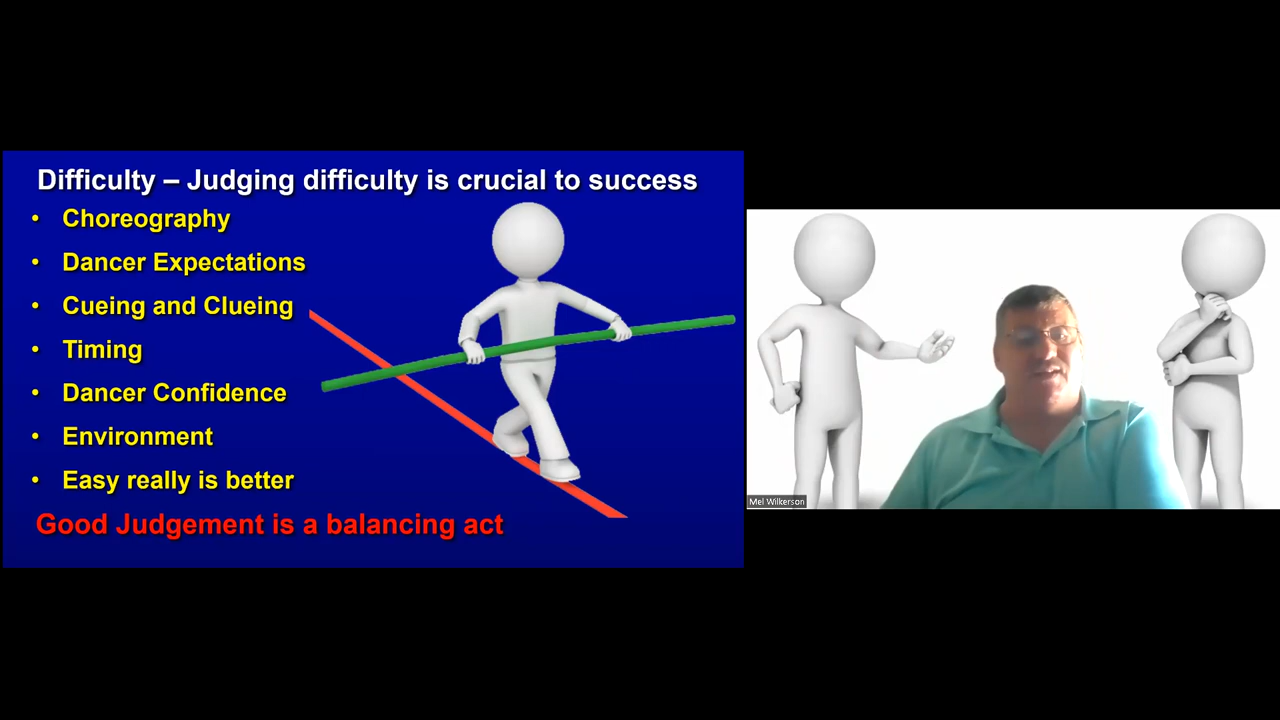 Difficulty – Judging difficulty is crucial to success
• Choreography
• Dancer Expectations
• Cueing and Clueing
• Timing
• Dancer Confidence
• Environment
• Easy really is better
Good Judgement is a balancing act
Mel Wilkerson